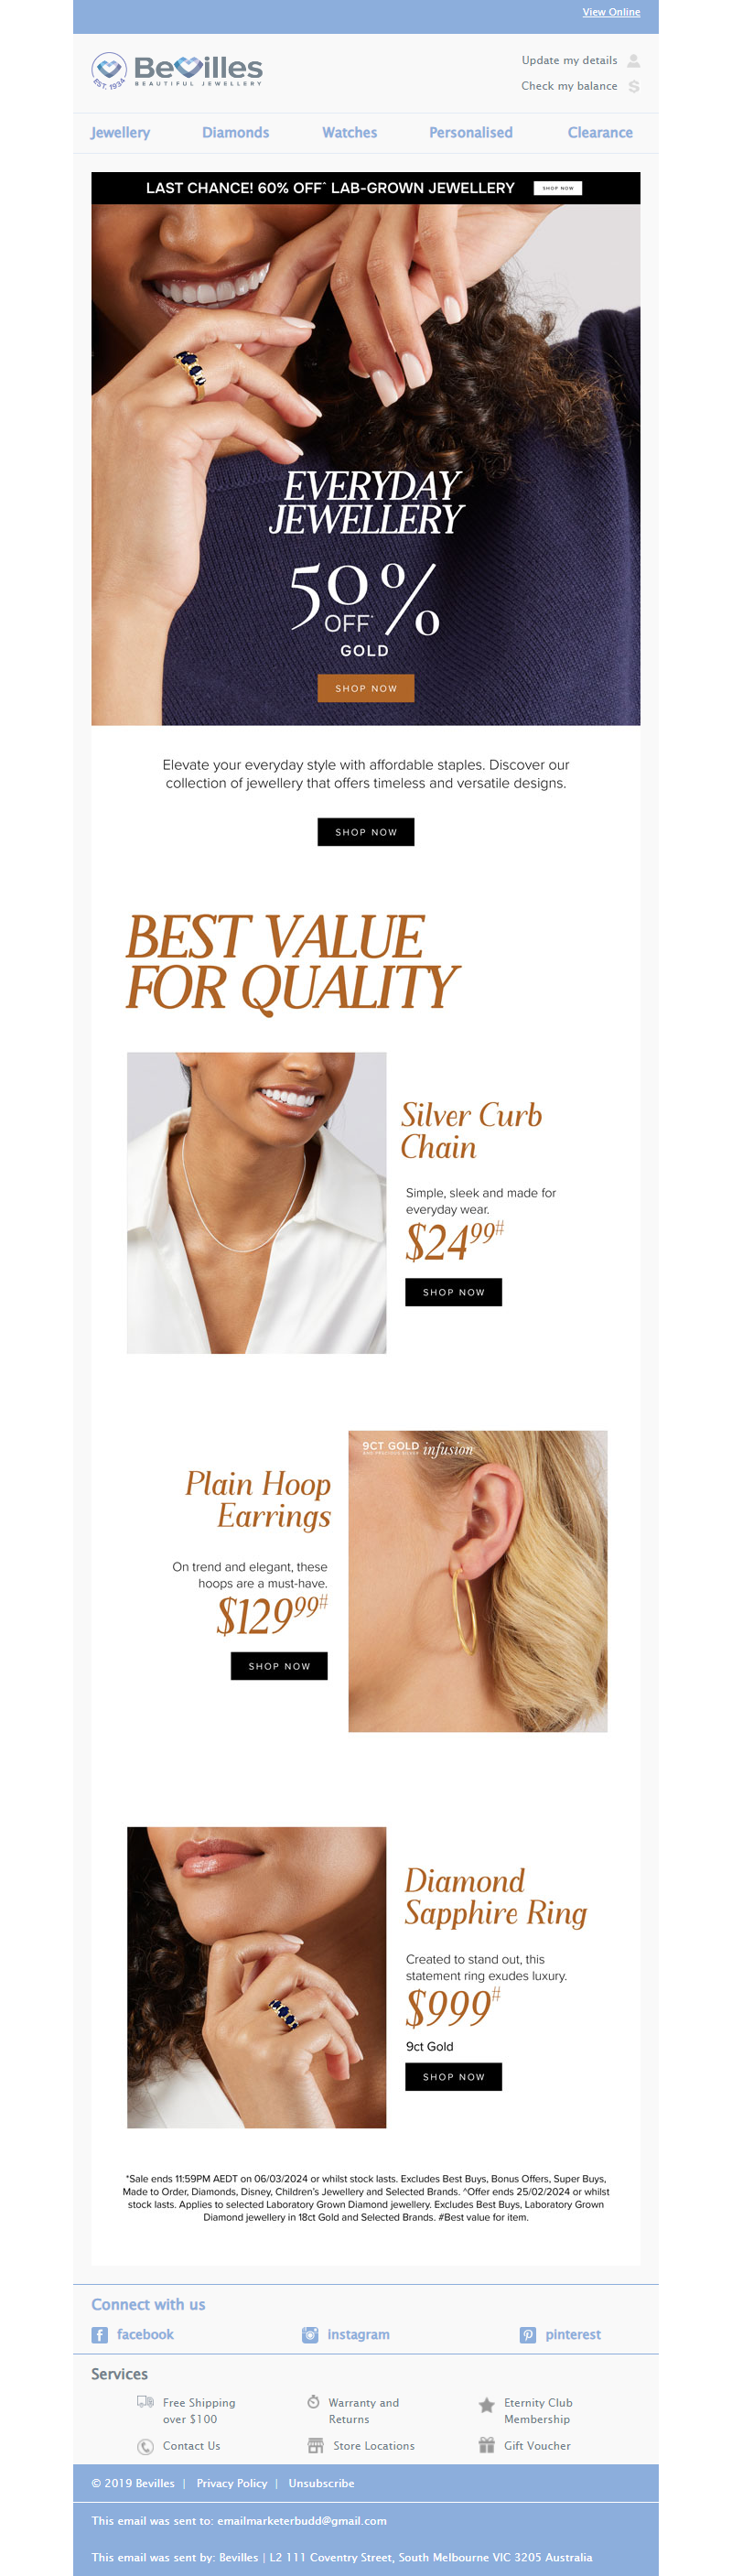 View Online
BeVilles
BEAUTIFUL JEWELLERY
EST. 1934
Update my details
Check my balance $
Jewellery Diamonds Watches Personalised Clearance
LAST CHANCE! 60% OFF^ LAB-GROWN JEWELLERY SHOP NOW
EVERYDAY
JEWELLERY
50%
OFF*
GOLD
SHOP NOW
Elevate your everyday style with affordable staples. Discover our
collection of jewellery that offers timeless and versatile designs.
SHOP NOW
BEST VALUE
FOR QUALITY
Silver Curb
Chain
Simple, sleek and made for
everyday wear.
$24 99#
SHOP NOW
9CT GOLD infusion
AND PRECIOUS SILVER
Plain Hoop
Earrings
On trend and elegant, these
hoops are a must-have.
$129 99#
SHOP NOW
Diamond
Sapphire Ring
Created to stand out, this
statement ring exudes luxury.
$999#
9ct Gold
SHOP NOW
*Sale ends 11:59PM AEDT on 06/03/2024 or whilst stock lasts. Excludes Best Buys, Bonus Offers, Super Buys,
Made to Order, Diamonds, Disney, Children's Jewellery and Selected Brands. ^Offer ends 25/02/2024 or whilst
stock lasts. Applies to selected Laboratory Grown Diamond jewellery. Excludes Best Buys, Laboratory Grown
Diamond jewellery in 18ct Gold and Selected Brands. #Best value for item.
Connect with us
facebook instagram pinterest
Services
Free Shipping
over $100
Warranty and
Returns
Eternity Club
Membership
Contact Us Store Locations Gift Voucher
© 2019 Bevilles | Privacy Policy | Unsubscribe
This email was sent to: emailmarketerbudd@gmail.com
This email was sent by: Bevilles | L2 111 Coventry Street, South Melbourne VIC 3205 Australia